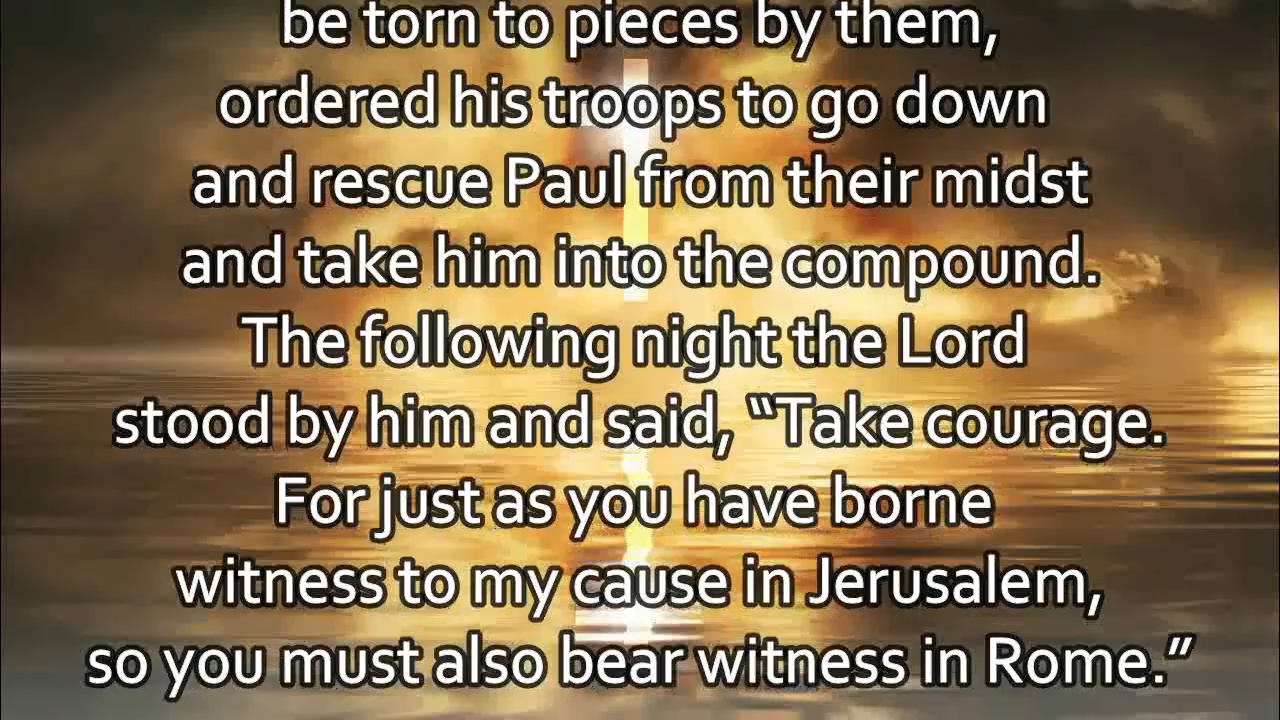 be torn to pieces by them,
ordered his troops to go down
and rescue Paul from their midst
and take him into the compound.
The following night the Lord
stood by him and said, “Take courage.
For just as you have borne
witness to my cause in Jerusalem,
so you must also bear witness in Rome.”